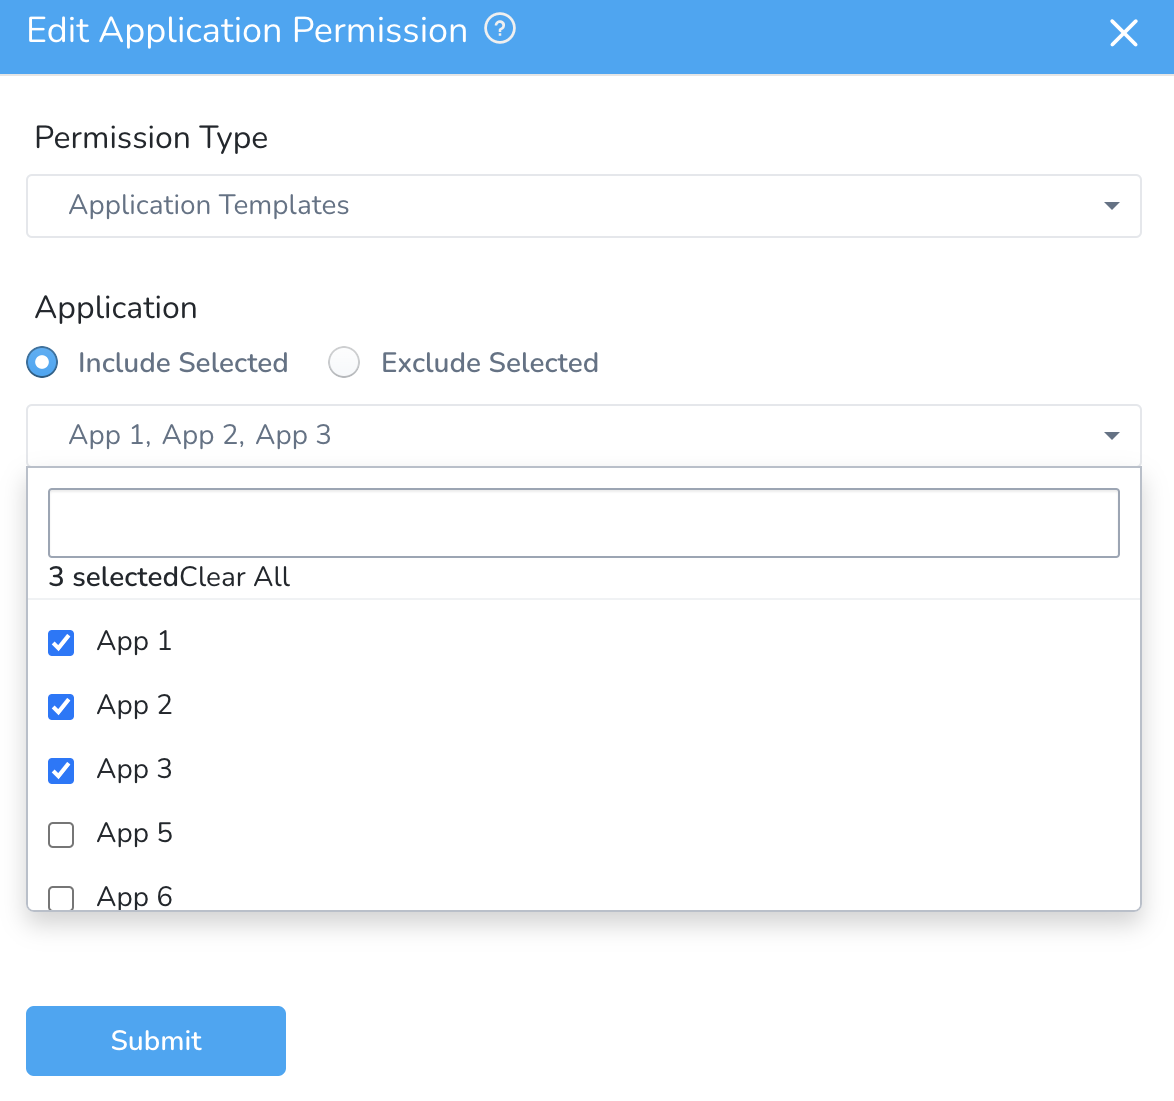 Edit Application Permission ?
Permission Type
Application Templates
Application
Include Selected Exclude Selected
App 1, App 2, App 3
3 selectedClear All
App 1
App 2
App 3
App 5
App 6
Submit